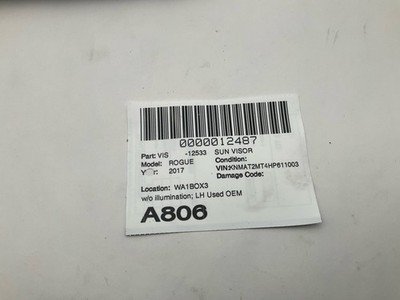 0000012487
Part: VIS -12533 SUN VISOR
Model: ROGUE Condition:
Year: 2017 VIN:KNMAT2MT4HP611003
Damage Code:
Location: WA1BOX3
w/o illumination; LH Used OEM
A806